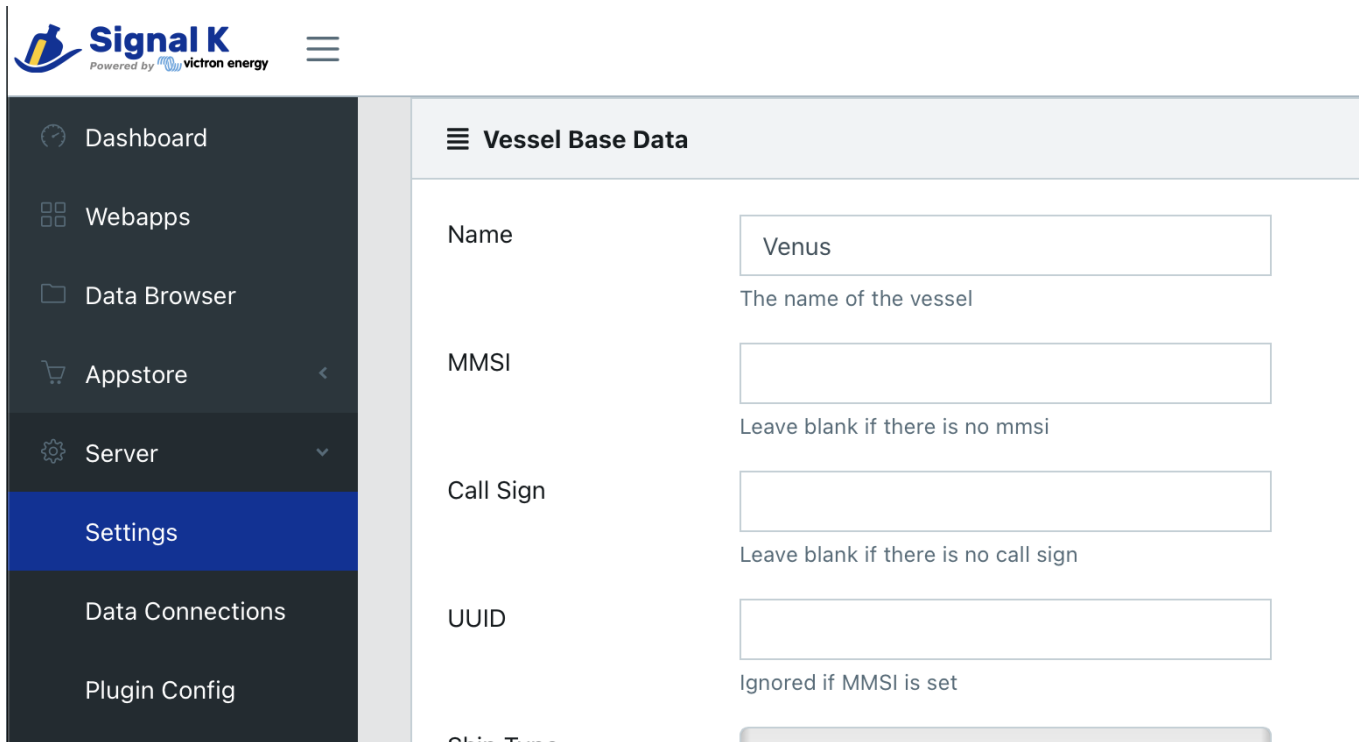 Signal K
Powered by victron energy
Dashboard
Webapps
Data Browser
Appstore
Server
Settings
Data Connections
Plugin Config
Vessel Base Data
Name
Venus
The name of the vessel
MMSI
Leave blank if there is no mmsi
Call Sign
Leave blank if there is no call sign
UUID
Ignored if MMSI is set
Ship Type